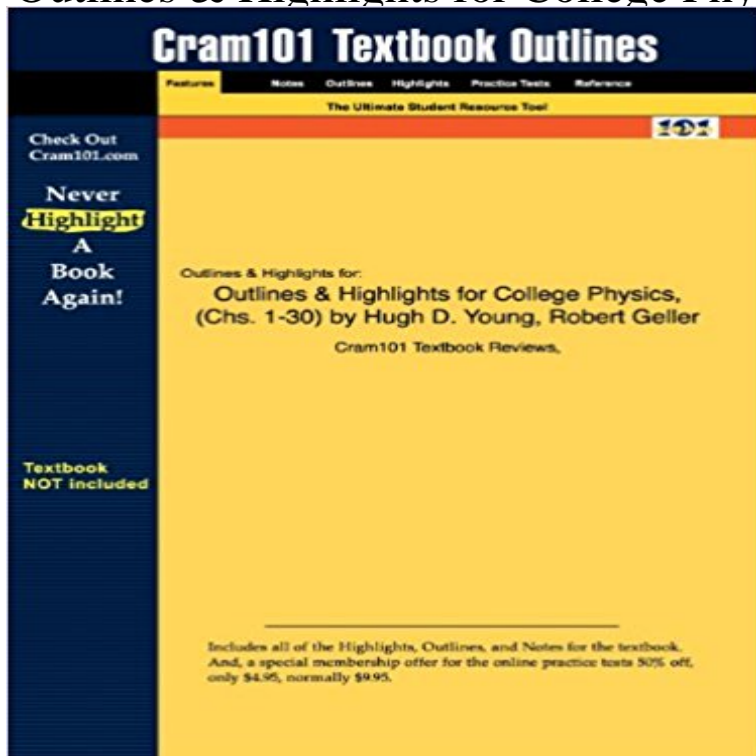 Cram101 Textbook Outlines
Features Notes Outlines Highlights Practice Tests Reference
The Ultimate Student Resource Tool
101
Check Out
Cram101.com
Never
Highlight
A
Book
Again!
Outlines & Highlights for:
Outlines & Highlights for College Physics,
(Chs. 1-30) by Hugh D. Young, Robert Geller
Cram101 Textbook Reviews,
Textbook
NOT included
Includes all of the Highlights, Outlines, and Notes for the textbook.
And, a special membership offer for the online practice tests 50% off,
only $4.95, normally $9.95.